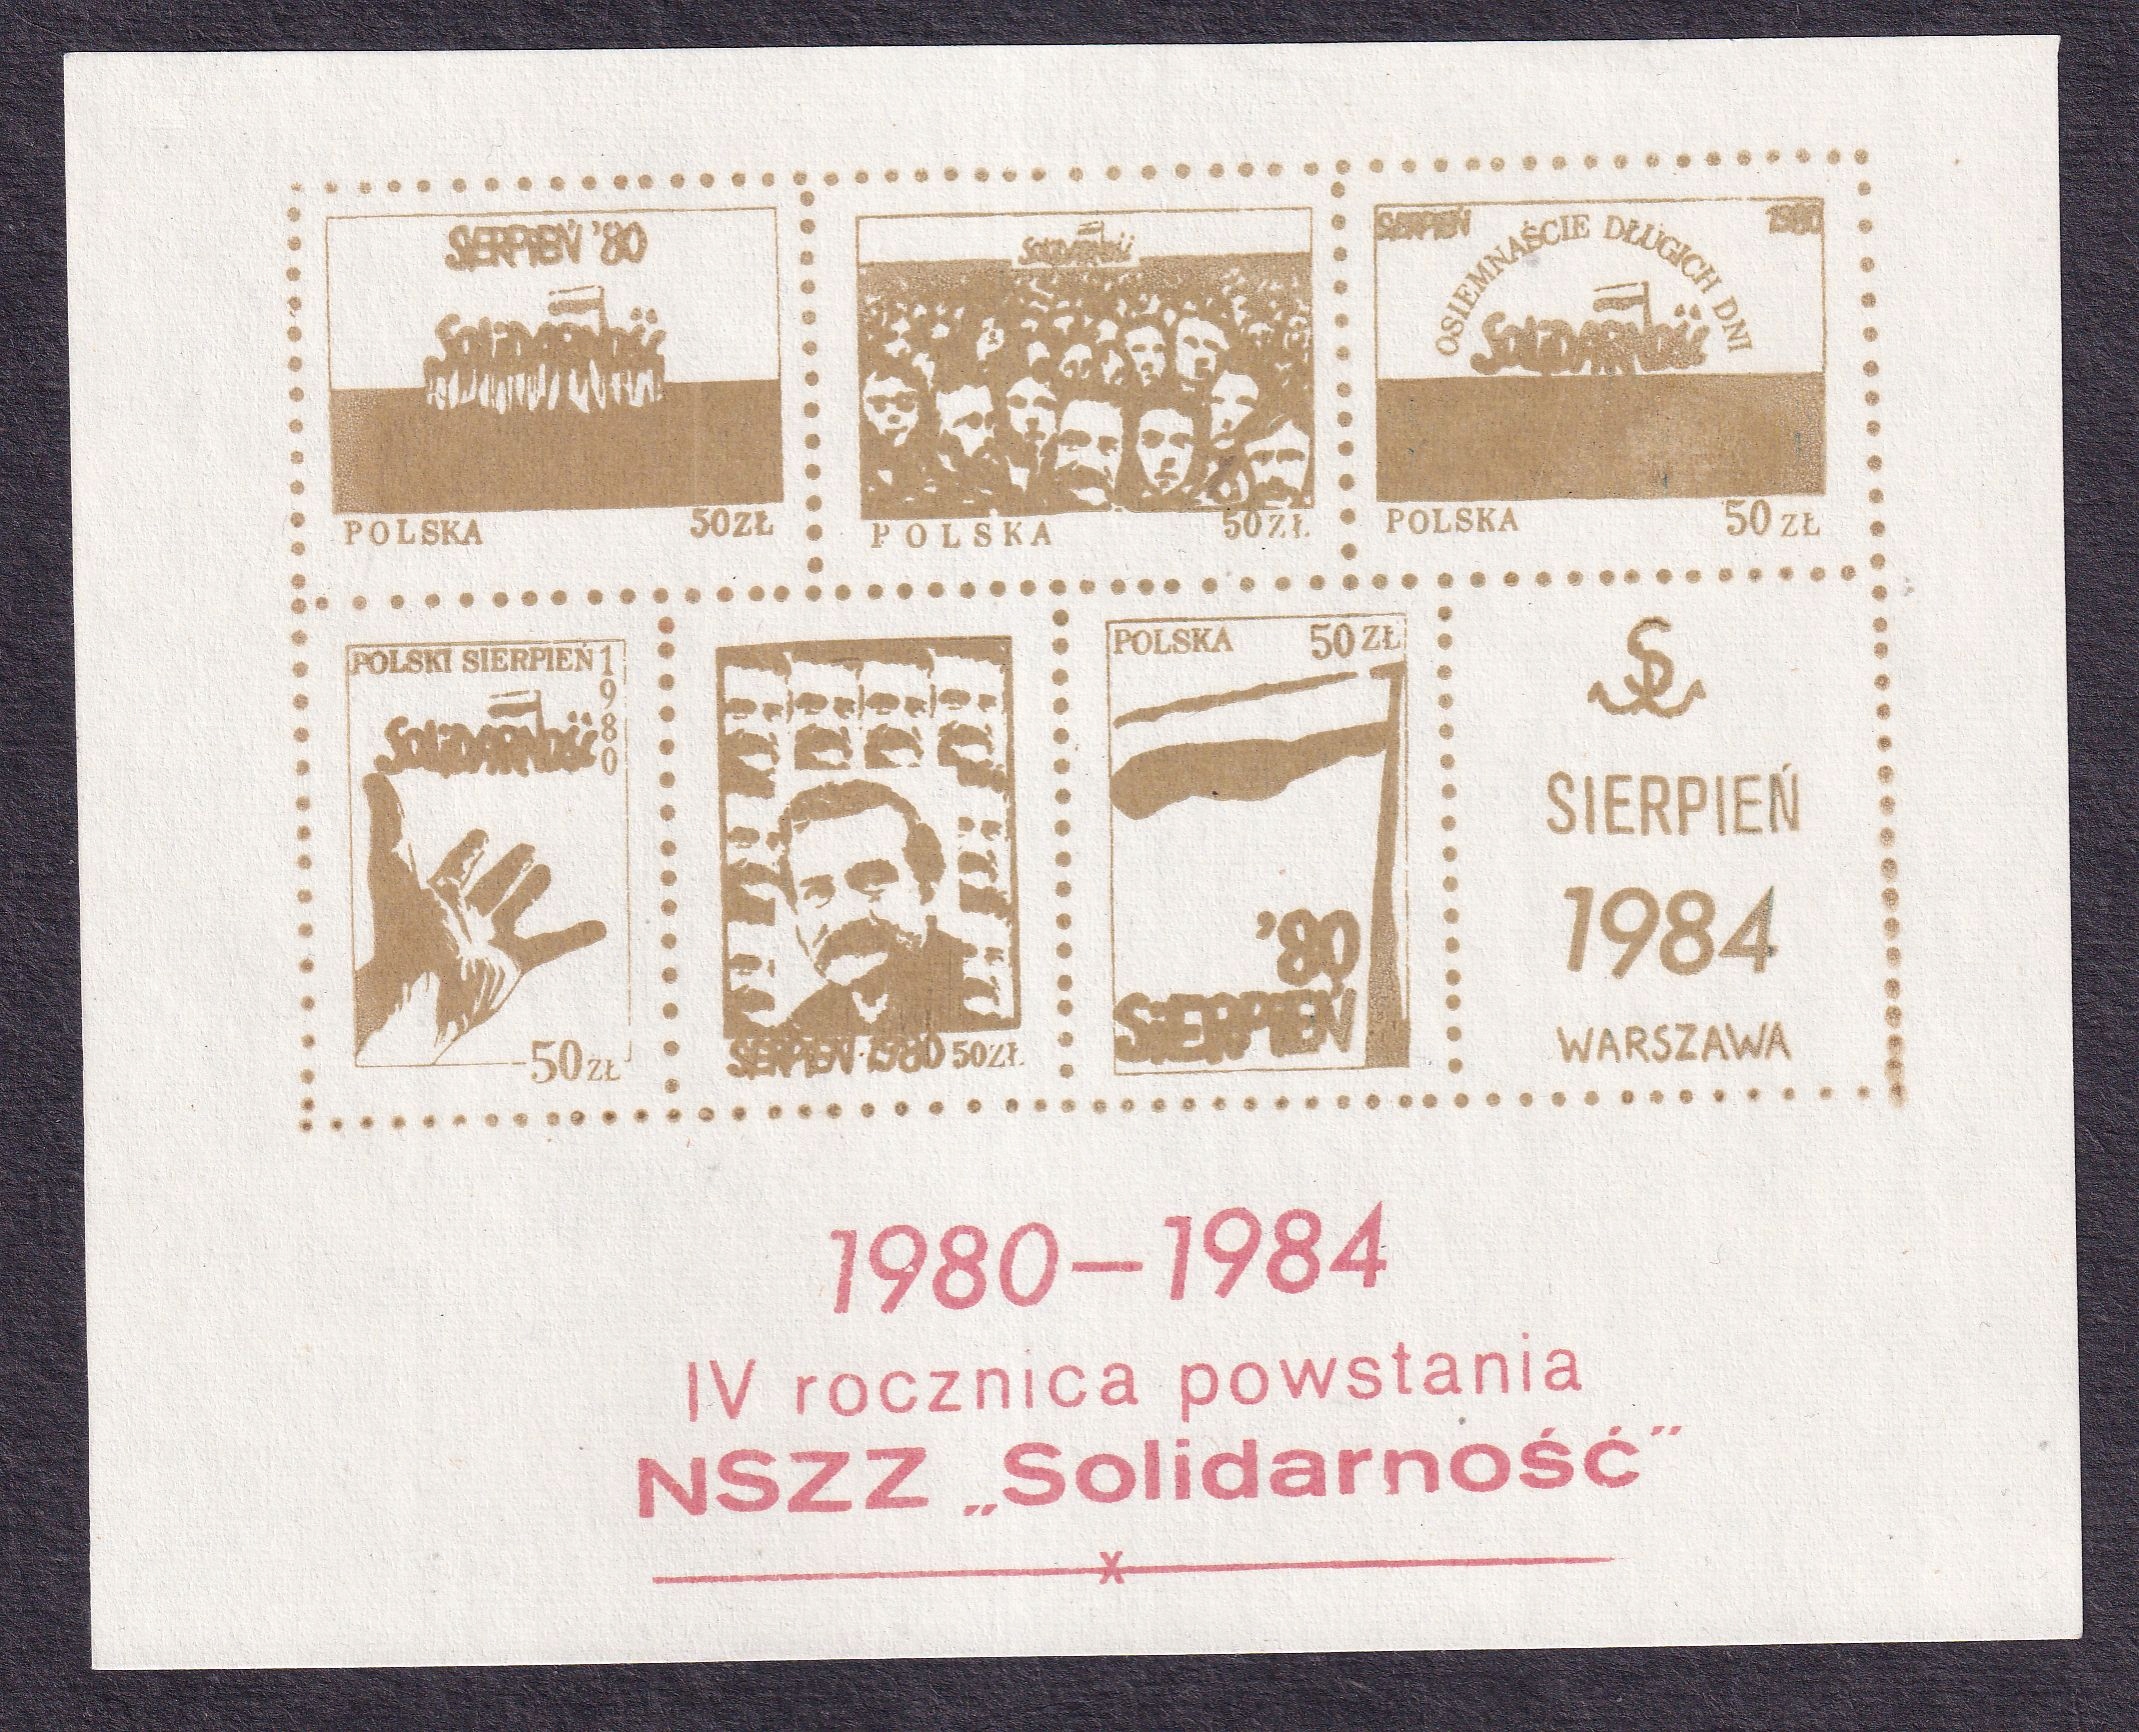 SIERPIEŃ '80
SOLIDARNOŚĆ
POLSKA 50 ZŁ
SOLIDARNOŚĆ
POLSKA 50 ZŁ
SIERPIEŃ 1980
OSIEMNAŚCIE DŁUGICH DNI
SOLIDARNOŚĆ
POLSKA 50 ZŁ
POLSKI SIERPIEŃ 1980
SOLIDARNOŚĆ
50 ZŁ
SIERPIEŃ·1980 50 ZŁ
POLSKA 50 ZŁ
'80
SIERPIEŃ
SIERPIEŃ
1984
WARSZAWA
1980–1984
IV rocznica powstania
NSZZ „Solidarność”
x